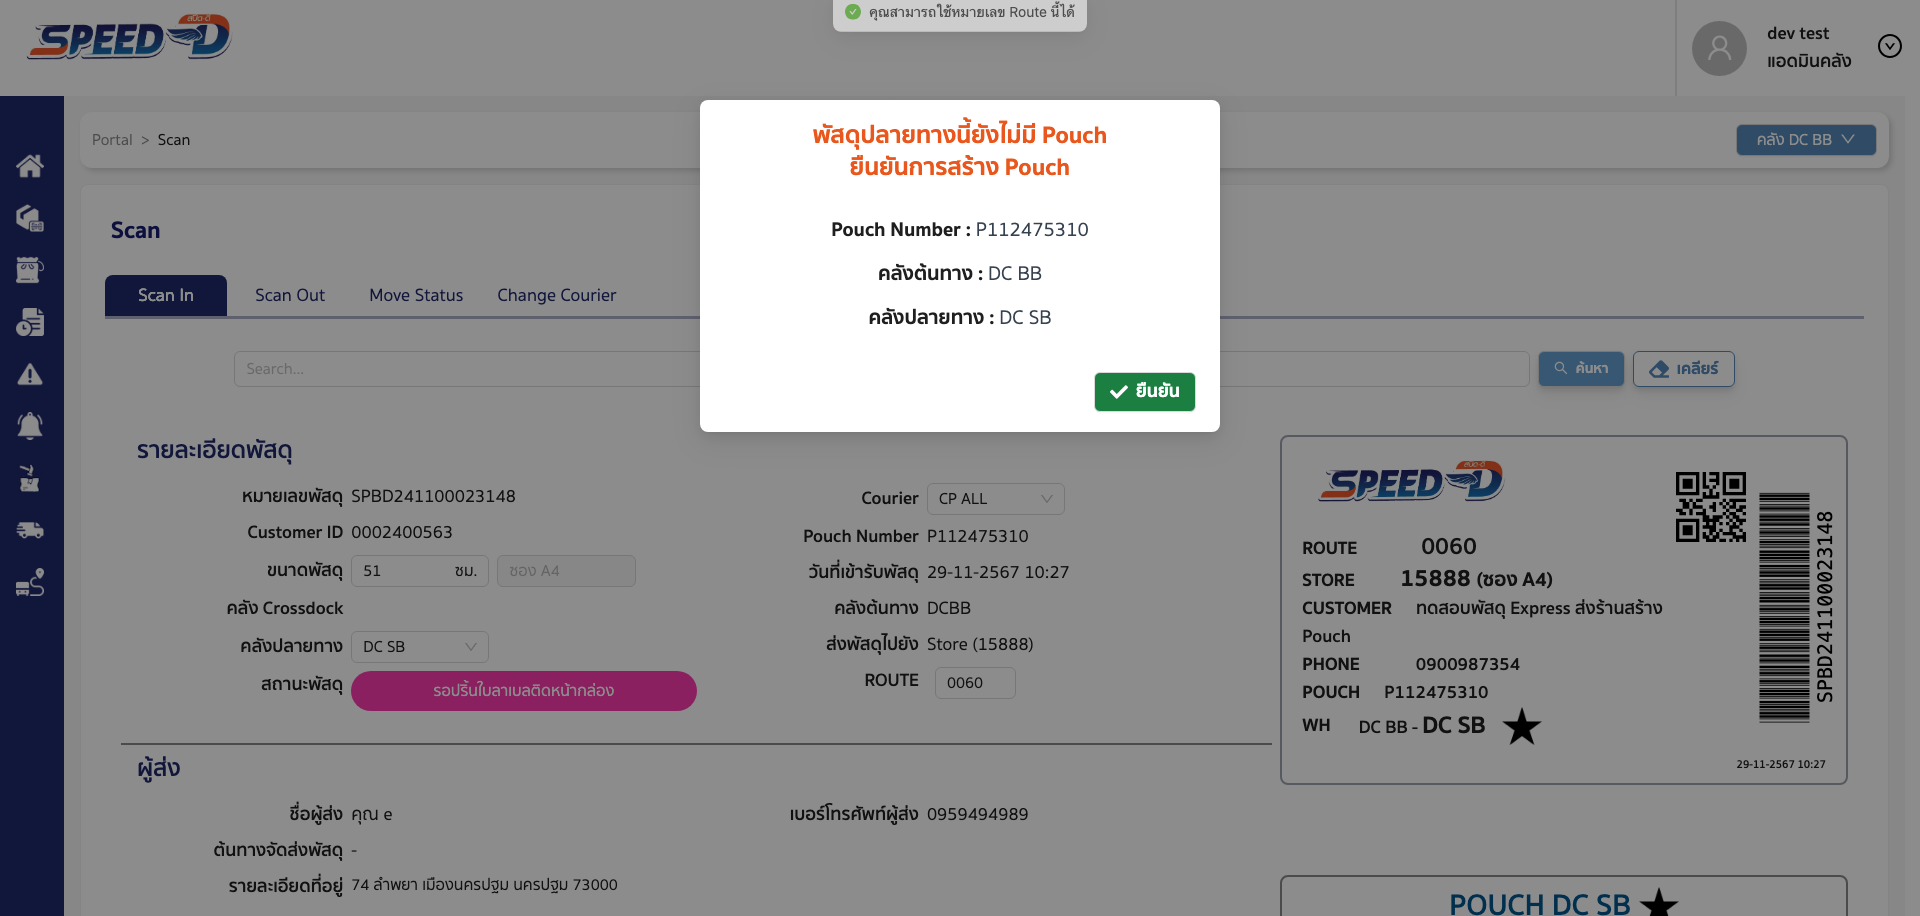 คุณสามารถใช้หมายเลข Route นี้ได้
สปีด-ดี
SPEED-D
dev test
แอดมินคลัง
Portal > Scan
คลัง DC BB
พัสดุปลายทางนี้ยังไม่มี Pouch
ยืนยันการสร้าง Pouch
Pouch Number : P112475310
คลังต้นทาง : DC BB
คลังปลายทาง : DC SB
ยืนยัน
Scan
Scan In
Scan Out
Move Status
Change Courier
Search...
ค้นหา
เคลียร์
รายละเอียดพัสดุ
หมายเลขพัสดุ SPBD241100023148
Customer ID 0002400563
ขนาดพัสดุ 51 ซม. ซอง A4
คลัง Crossdock
คลังปลายทาง DC SB
สถานะพัสดุ รอปริ้นใบลาเบลติดหน้ากล่อง
Courier CP ALL
Pouch Number P112475310
วันที่เข้ารับพัสดุ 29-11-2567 10:27
คลังต้นทาง DCBB
ส่งพัสดุไปยัง Store (15888)
ROUTE 0060
สปีด-ดี
SPEED-D
ROUTE 0060
STORE 15888 (ซอง A4)
CUSTOMER ทดสอบพัสดุ Express ส่งร้านสร้าง
Pouch
PHONE 0900987354
POUCH P112475310
WH DC BB - DC SB
SPBD241100023148
29-11-2567 10:27
ผู้ส่ง
ชื่อผู้ส่ง คุณ e
เบอร์โทรศัพท์ผู้ส่ง 0959494989
ต้นทางจัดส่งพัสดุ -
รายละเอียดที่อยู่ 74 ลำพยา เมืองนครปฐม นครปฐม 73000
POUCH DC SB